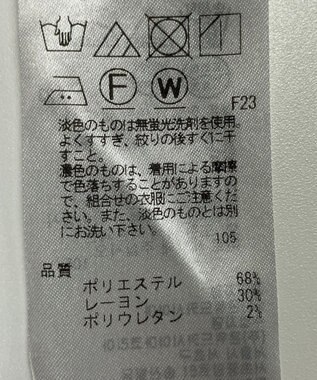 F
W
F23
淡色のものは無蛍光洗剤を使用。
よくすすぎ、絞りの後すぐに干
すこと。
濃色のものは、着用による摩擦
で色落ちすることがありますの
で、組合せの衣服にご注意くださ
い。また、淡色のものとは別
にお洗い下さい。
105
品質
ポリエステル 68%
レーヨン 30%
ポリウレタン 2%